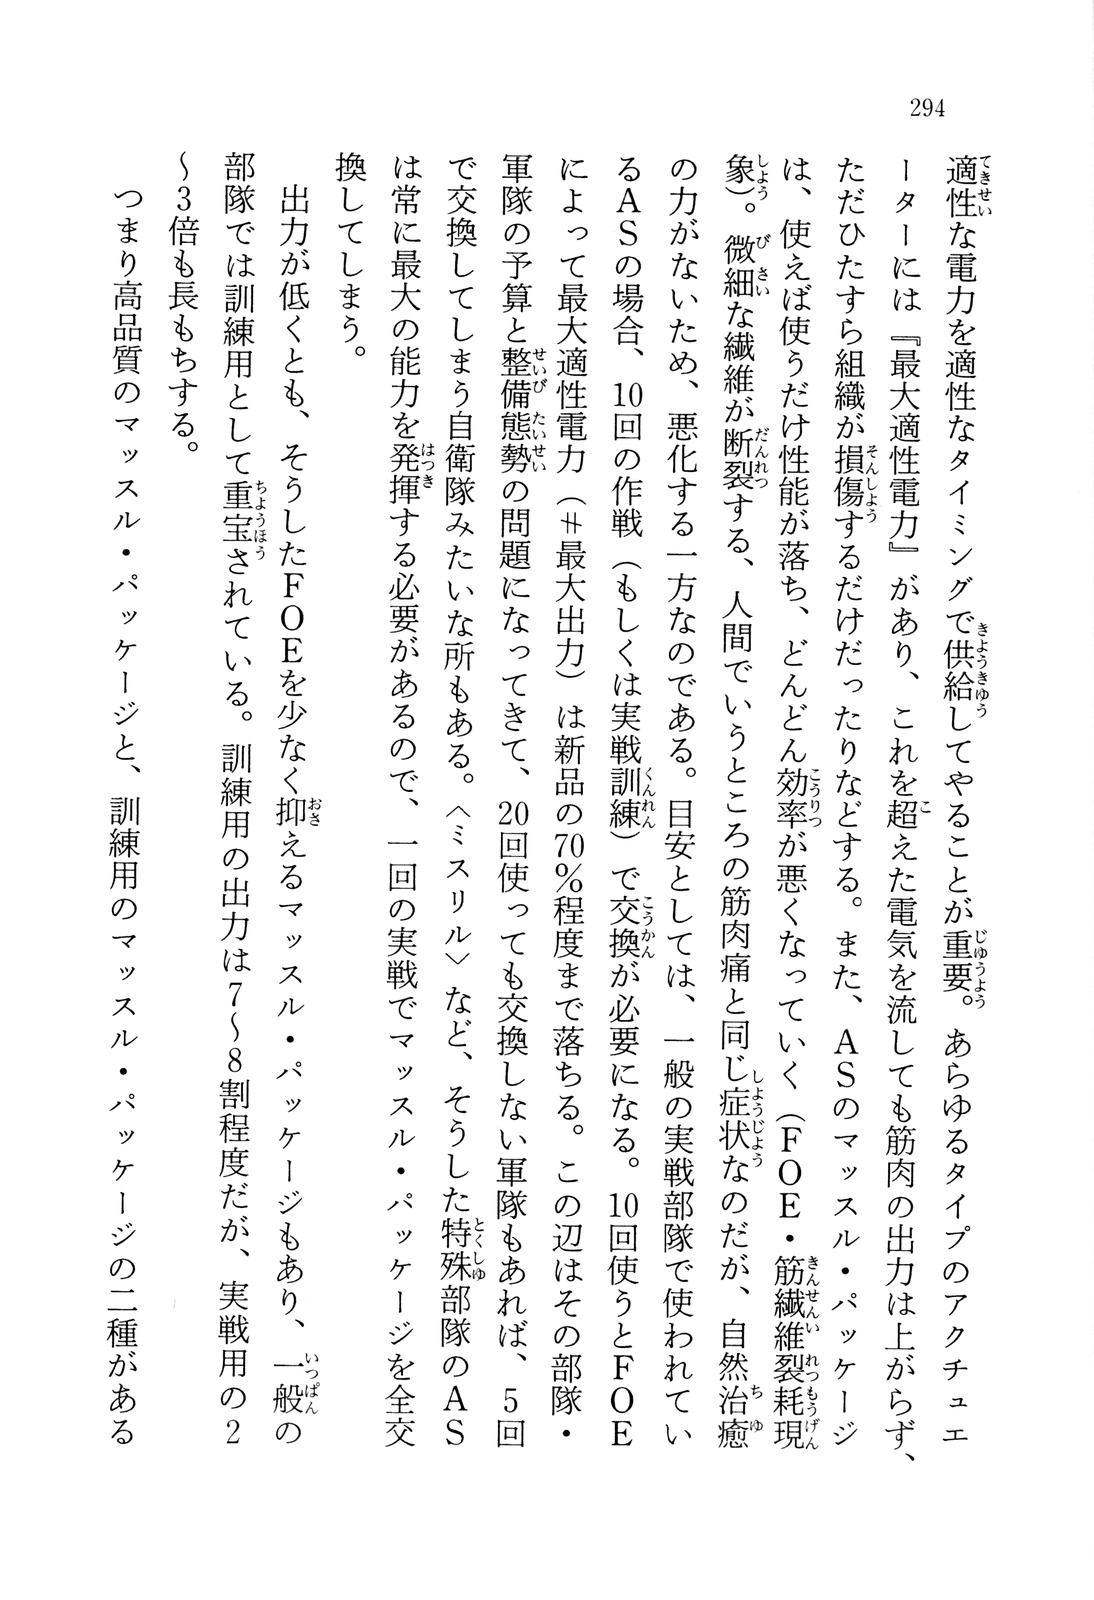 294
適性な電力を適性なタイミングで供給してやることが重要。あらゆるタイプのアクチュエ
ーターには『最大適性電力』があり、これを超えた電気を流しても筋肉の出力は上がらず、
ただひたすら組織が損傷するだけだったりなどする。また、ASのマッスル・パッケージ
は、使えば使うだけ性能が落ち、どんどん効率が悪くなっていく（FOE・筋繊維裂耗現
象）。微細な繊維が断裂する、人間でいうところの筋肉痛と同じ症状なのだが、自然治癒
の力がないため、悪化する一方なのである。目安としては、一般の実戦部隊で使われてい
るASの場合、10回の作戦（もしくは実戦訓練）で交換が必要になる。10回使うとFOE
によって最大適性電力（≠最大出力）は新品の70％程度まで落ちる。この辺はその部隊・
軍隊の予算と整備態勢の問題になってきて、20回使っても交換しない軍隊もあれば、5回
で交換してしまう自衛隊みたいな所もある。〈ミスリル〉など、そうした特殊部隊のAS
は常に最大の能力を発揮する必要があるので、一回の実戦でマッスル・パッケージを全交
換してしまう。
出力が低くとも、そうしたFOEを少なく抑えるマッスル・パッケージもあり、一般の
部隊では訓練用として重宝されている。訓練用の出力は7～8割程度だが、実戦用の2
～3倍も長もちする。
つまり高品質のマッスル・パッケージと、訓練用のマッスル・パッケージの二種がある